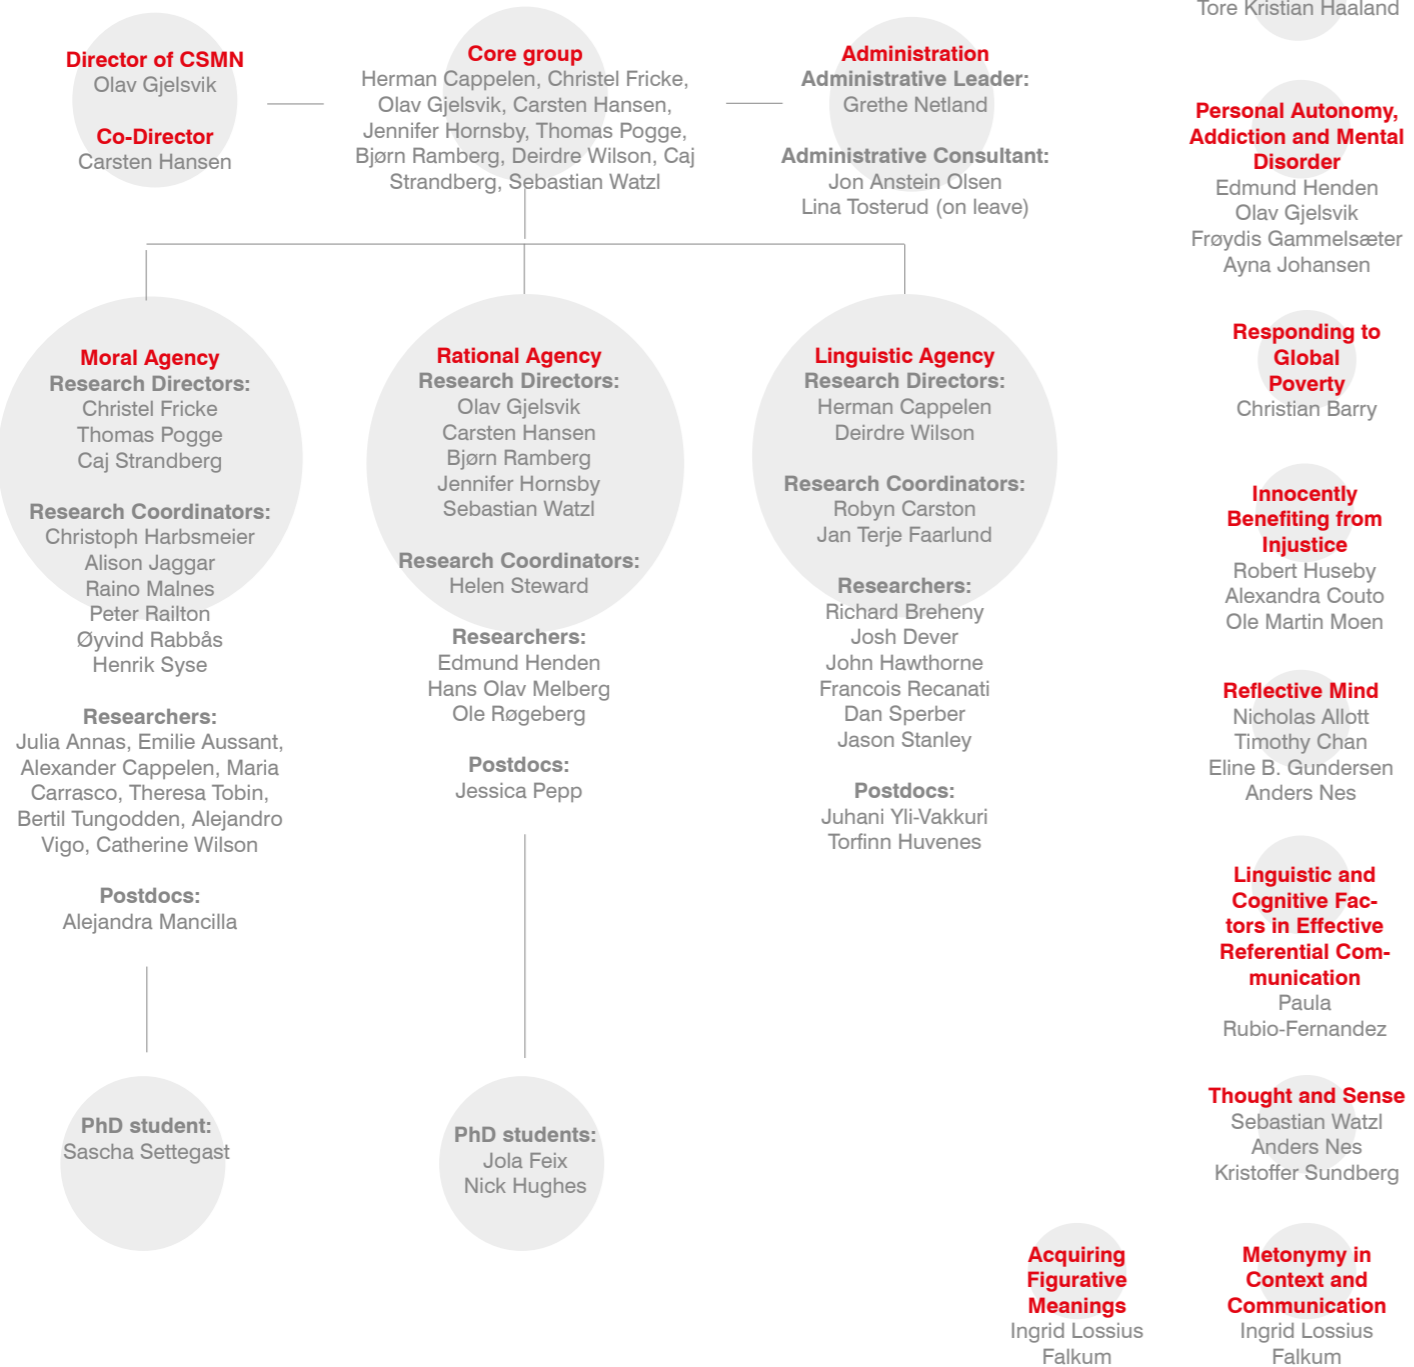 Tore Kristian Haaland
Director of CSMN
Olav Gjelsvik
Co-Director
Carsten Hansen
Core group
Herman Cappelen, Christel Fricke,
Olav Gjelsvik, Carsten Hansen,
Jennifer Hornsby, Thomas Pogge,
Bjørn Ramberg, Deirdre Wilson, Caj
Strandberg, Sebastian Watzl
Administration
Administrative Leader:
Grethe Netland
Administrative Consultant:
Jon Anstein Olsen
Lina Tosterud (on leave)
Moral Agency
Research Directors:
Christel Fricke
Thomas Pogge
Caj Strandberg
Research Coordinators:
Christoph Harbsmeier
Alison Jaggar
Raino Malnes
Peter Railton
Øyvind Rabbås
Henrik Syse
Researchers:
Julia Annas, Emilie Aussant,
Alexander Cappelen, Maria
Carrasco, Theresa Tobin,
Bertil Tungodden, Alejandro
Vigo, Catherine Wilson
Postdocs:
Alejandra Mancilla
PhD student:
Sascha Settegast
Rational Agency
Research Directors:
Olav Gjelsvik
Carsten Hansen
Bjørn Ramberg
Jennifer Hornsby
Sebastian Watzl
Research Coordinators:
Helen Steward
Researchers:
Edmund Henden
Hans Olav Melberg
Ole Røgeberg
Postdocs:
Jessica Pepp
PhD students:
Jola Feix
Nick Hughes
Linguistic Agency
Research Directors:
Herman Cappelen
Deirdre Wilson
Research Coordinators:
Robyn Carston
Jan Terje Faarlund
Researchers:
Richard Breheny
Josh Dever
John Hawthorne
Francois Recanati
Dan Sperber
Jason Stanley
Postdocs:
Juhani Yli-Vakkuri
Torfinn Huvenes
Personal Autonomy,
Addiction and Mental
Disorder
Edmund Henden
Olav Gjelsvik
Frøydis Gammelsæter
Ayna Johansen
Responding to
Global
Poverty
Christian Barry
Innocently
Benefiting from
Injustice
Robert Huseby
Alexandra Couto
Ole Martin Moen
Reflective Mind
Nicholas Allott
Timothy Chan
Eline B. Gundersen
Anders Nes
Linguistic and
Cognitive Fac-
tors in Effective
Referential Com-
munication
Paula
Rubio-Fernandez
Thought and Sense
Sebastian Watzl
Anders Nes
Kristoffer Sundberg
Acquiring
Figurative
Meanings
Ingrid Lossius
Falkum
Metonymy in
Context and
Communication
Ingrid Lossius
Falkum